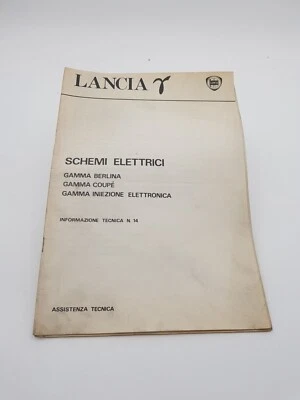 LANCIA γ
SCHEMI ELETTRICI
GAMMA BERLINA
GAMMA COUPÉ
GAMMA INIEZIONE ELETTRONICA
INFORMAZIONE TECNICA N. 14
ASSISTENZA TECNICA